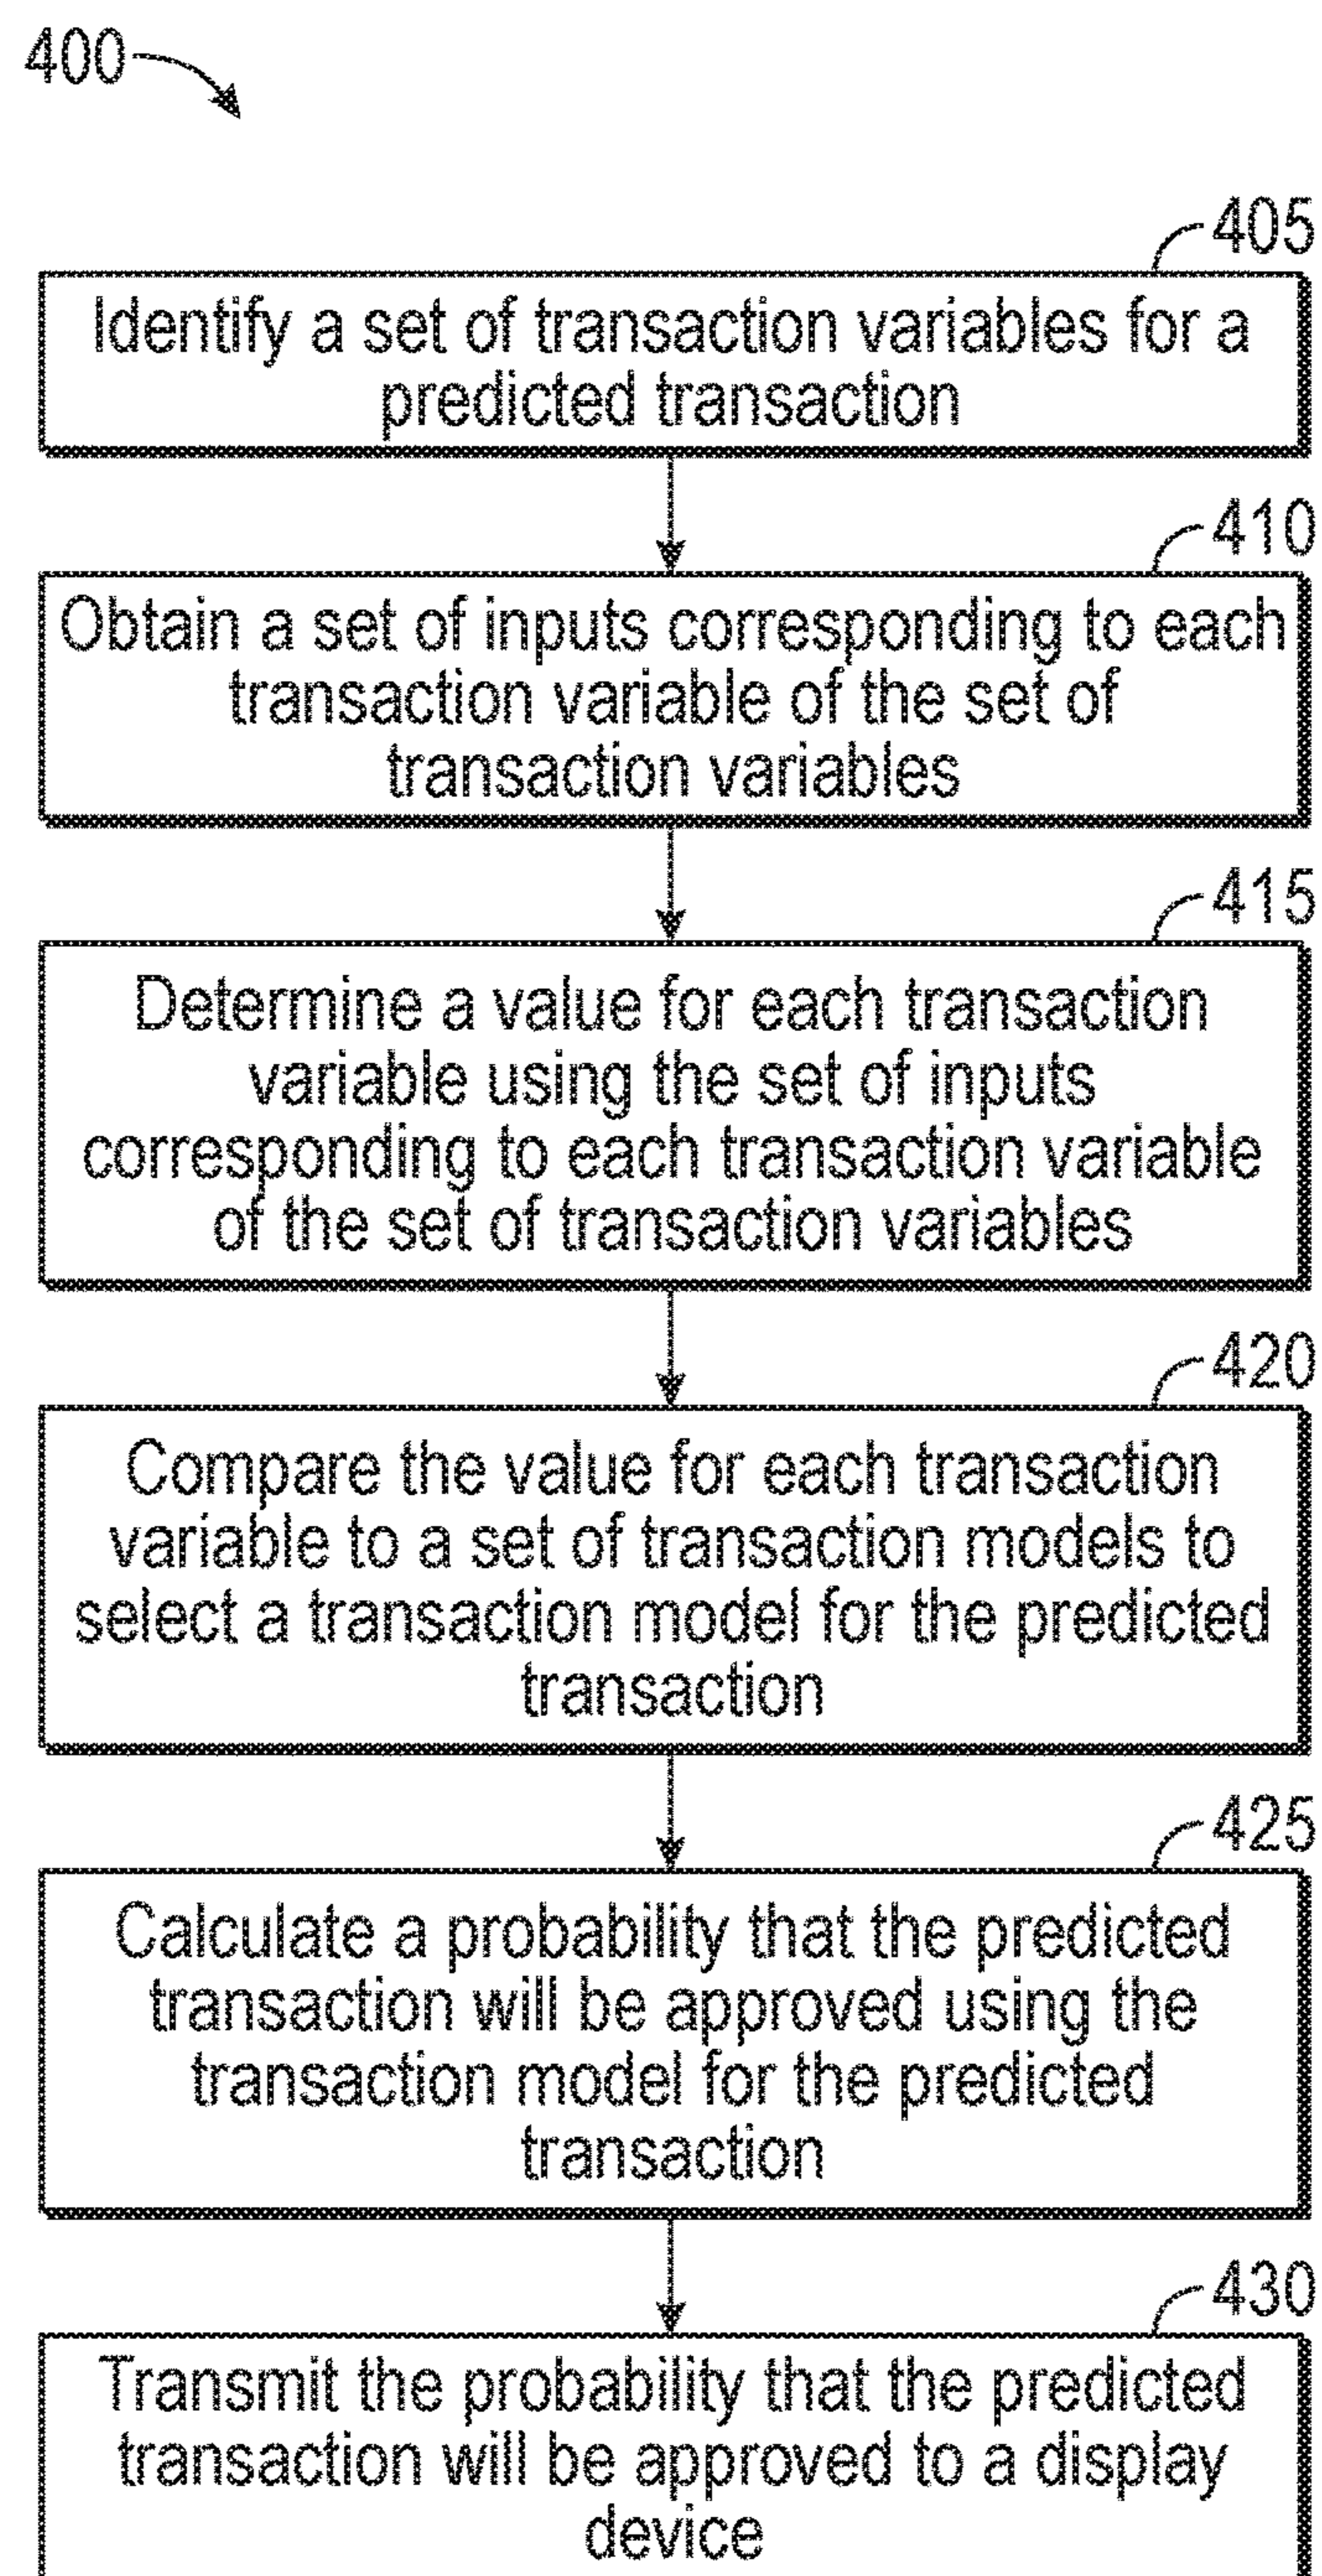 400
405
Identify a set of transaction variables for a
predicted transaction
410
Obtain a set of inputs corresponding to each
transaction variable of the set of
transaction variables
415
Determine a value for each transaction
variable using the set of inputs
corresponding to each transaction variable
of the set of transaction variables
420
Compare the value for each transaction
variable to a set of transaction models to
select a transaction model for the predicted
transaction
425
Calculate a probability that the predicted
transaction will be approved using the
transaction model for the predicted
transaction
430
Transmit the probability that the predicted
transaction will be approved to a display
device